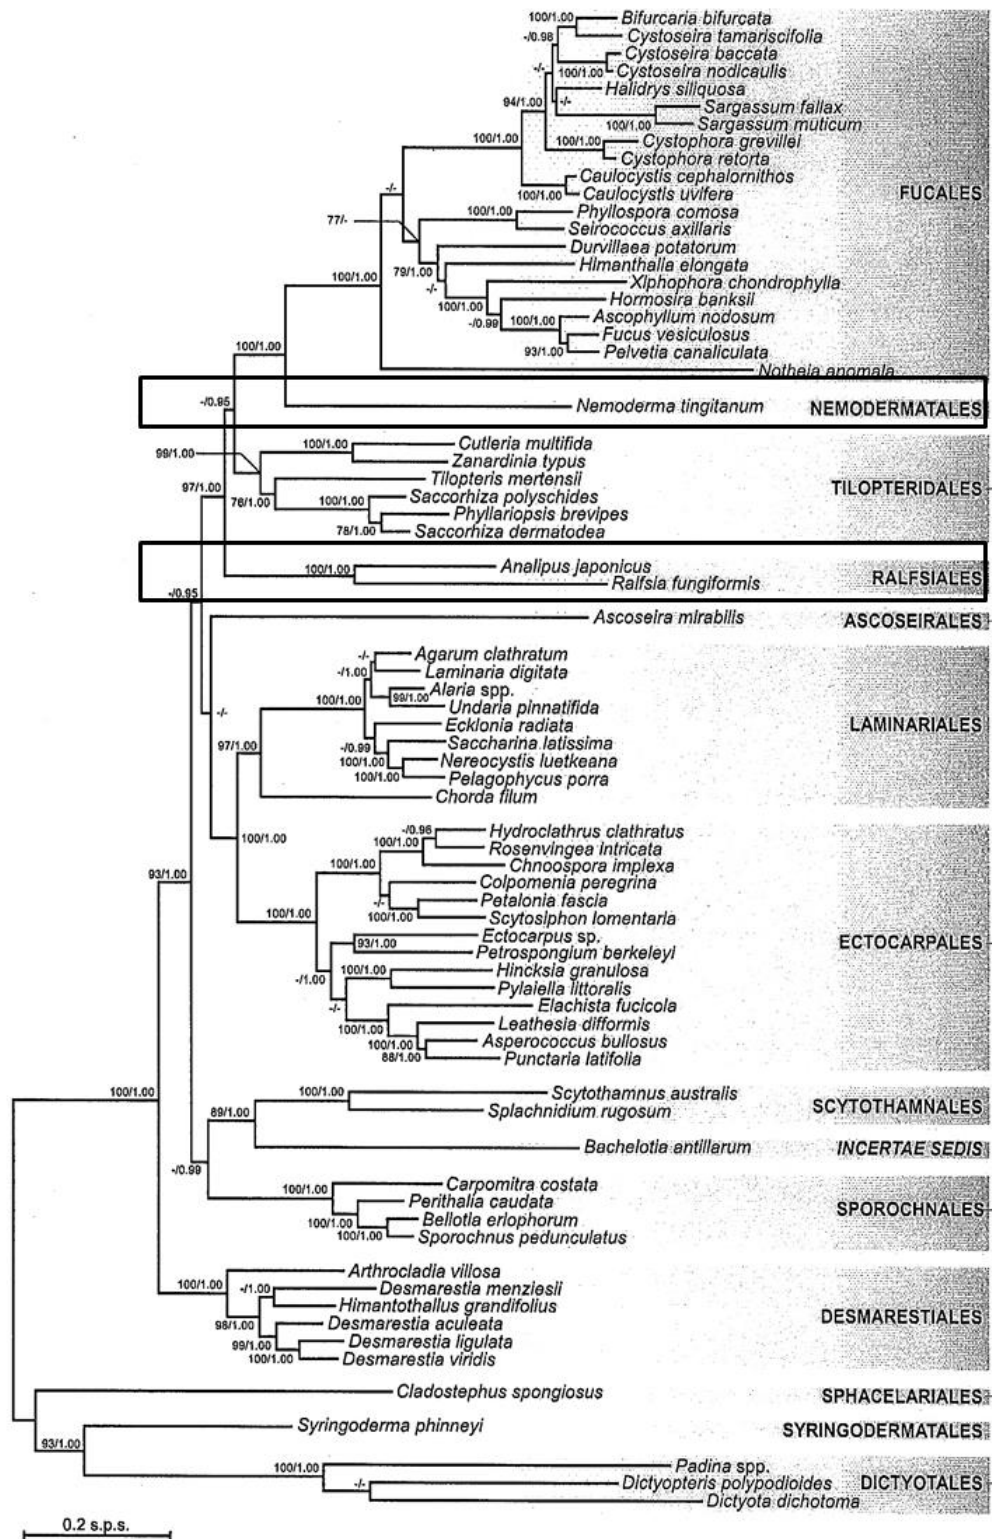 100/1.00 Bifurcaria bifurcata
-/0.98 Cystoseira tamariscifolia
Cystoseira baccata
-/- 100/1.00 Cystoseira nodicaulis
Halidrys siliquosa
94/1.00 -/- Sargassum fallax
100/1.00 Sargassum muticum
100/1.00 Cystophora grevillei
100/1.00 Cystophora retorta
Caulocystis cephalornithos
-/- 100/1.00 Caulocystis uvifera FUCALES
77/- 100/1.00 Phyllospora comosa
Seirococcus axillaris
Durvillaea potatorum
79/1.00 Himanthalia elongata
100/1.00 -/- Xiphophora chondrophylla
100/1.00 Hormosira banksii
-/0.99 100/1.00 Ascophyllum nodosum
Fucus vesiculosus
100/1.00 93/1.00 Pelvetia canaliculata
Notheia anomala
-/0.95 Nemoderma tingitanum NEMODERMATALES
99/1.00 100/1.00 Cutleria multifida
Zanardinia typus
97/1.00 Tilopteris mertensii TILOPTERIDALES
76/1.00 100/1.00 Saccorhiza polyschides
Phyllariopsis brevipes
78/1.00 Saccorhiza dermatodea
100/1.00 Analipus japonicus
Ralfsia fungiformis RALFSIALES
-/0.95
Ascoseira mirabilis ASCOSEIRALES
-/- Agarum clathratum
-/1.00 Laminaria digitata
Alaria spp.
100/1.00 99/1.00 Undaria pinnatifida
-/- Ecklonia radiata LAMINARIALES
97/1.00 -/0.99 Saccharina latissima
100/1.00 Nereocystis luetkeana
100/1.00 Pelagophycus porra
Chorda filum
100/1.00 -/0.96 Hydroclathrus clathratus
100/1.00 Rosenvingea intricata
100/1.00 Chnoospora implexa
93/1.00 Colpomenia peregrina
-/- Petalonia fascia
100/1.00 100/1.00 Scytosiphon lomentaria
Ectocarpus sp. ECTOCARPALES
93/1.00 Petrospongium berkeleyi
-/1.00 100/1.00 Hincksia granulosa
Pylaiella littoralis
-/- Elachista fucicola
100/1.00 Leathesia difformis
100/1.00 Asperococcus bullosus
88/1.00 Punctaria latifolia
100/1.00 100/1.00 Scytothamnus australis
89/1.00 Splachnidium rugosum SCYTOTHAMNALES
Bachelotia antillarum INCERTAE SEDIS
-/0.99
100/1.00 Carpomitra costata
Perithalia caudata SPOROCHNALES
100/1.00 Bellotia eriophorum
100/1.00 Sporochnus pedunculatus
Arthrocladia villosa
100/1.00 -/1.00 Desmarestia menziesii
Himantothallus grandifolius
98/1.00 Desmarestia aculeata DESMARESTIALES
99/1.00 Desmarestia ligulata
100/1.00 Desmarestia viridis
Cladostephus spongiosus SPHACELARIALES
Syringoderma phinneyi SYRINGODERMATALES
93/1.00
100/1.00 Padina spp.
-/- Dictyopteris polypodioides DICTYOTALES
Dictyota dichotoma
0.2 s.p.s.